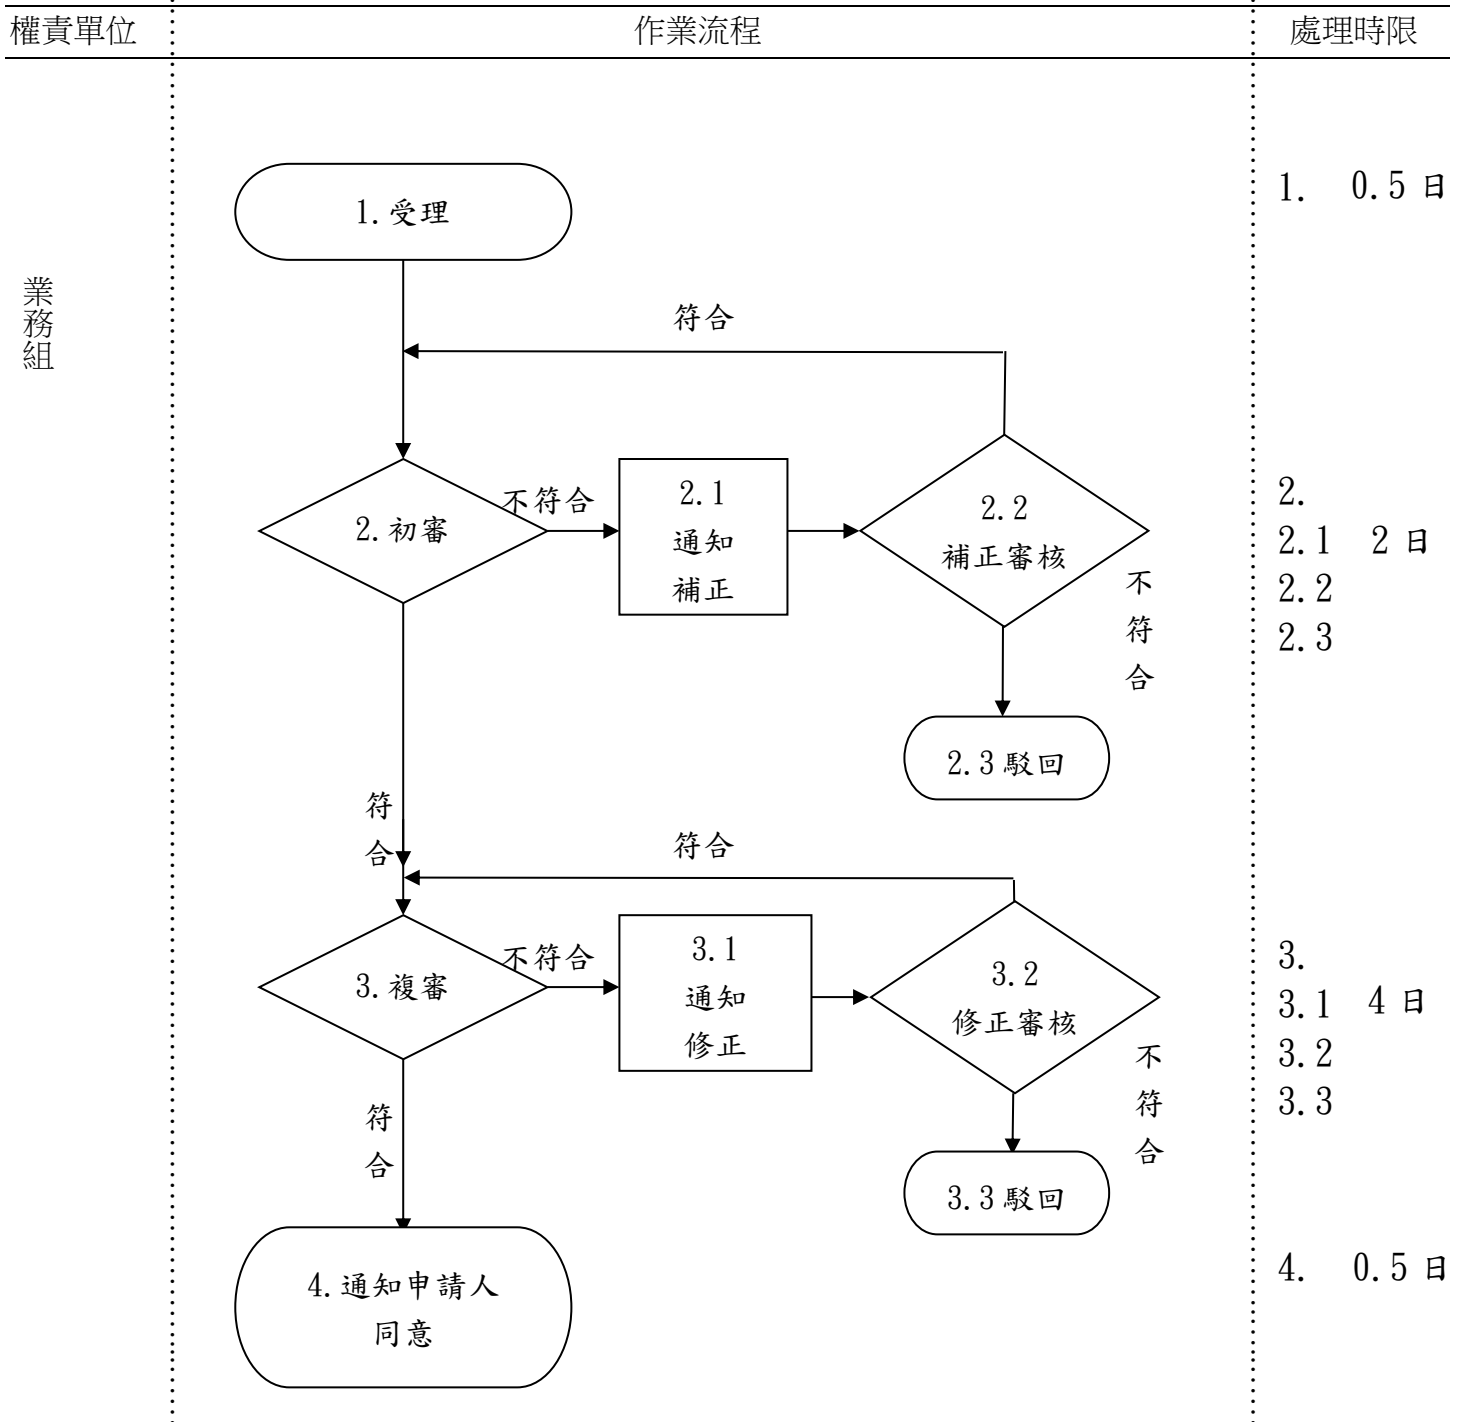 權責單位
作業流程
處理時限
業務組
1.受理
1. 0.5日
符合
2.初審
不符合
2.1
通知
補正
2.2
補正審核
不符合
2.3駁回
2.
2.1 2日
2.2
2.3
符合
符合
3.複審
不符合
3.1
通知
修正
3.2
修正審核
不符合
3.3駁回
3.
3.1 4日
3.2
3.3
符合
4.通知申請人
同意
4. 0.5日